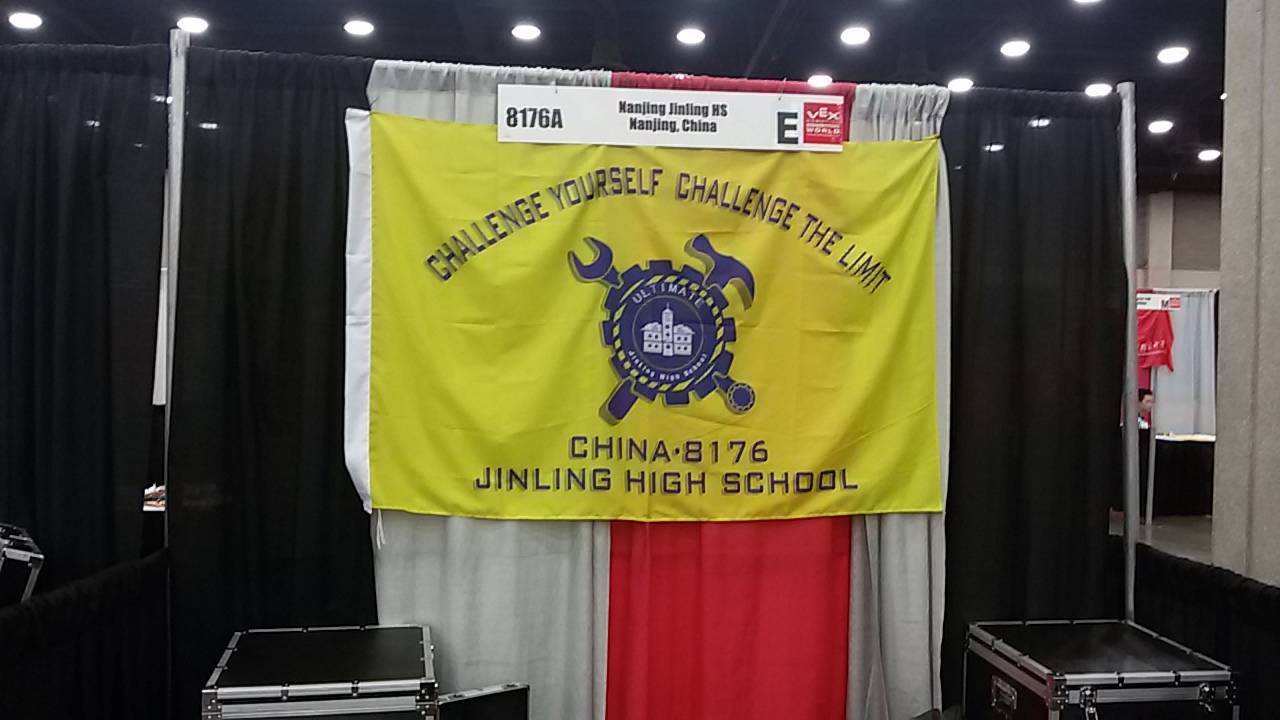 8176A
Nanjing Jinling HS
Nanjing, China
E
VEX
WORLD
CHALLENGE YOURSELF CHALLENGE THE LIMIT
ULTIMATE
Jinling High School
CHINA·8176
JINLING HIGH SCHOOL
M